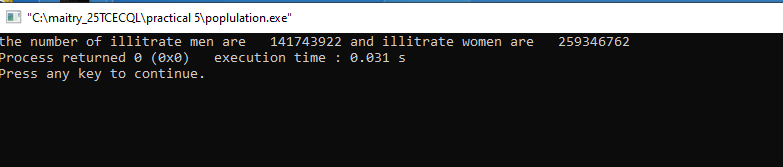 "C:\maitry_25TCECQL\practical 5\poplulation.exe"
the number of illitrate men are   141743922 and illitrate women are   259346762
Process returned 0 (0x0)   execution time : 0.031 s
Press any key to continue.